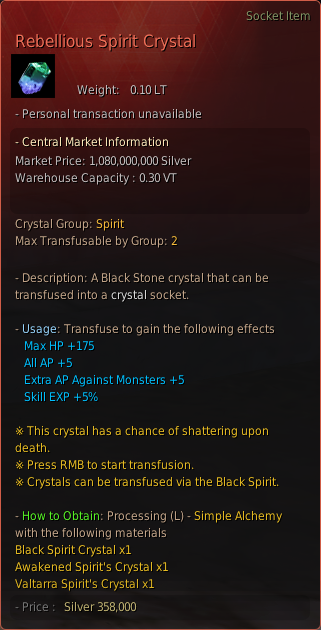 Socket Item
Rebellious Spirit Crystal
Weight: 0.10 LT
- Personal transaction unavailable
- Central Market Information
Market Price: 1,080,000,000 Silver
Warehouse Capacity : 0.30 VT
Crystal Group: Spirit
Max Transfusable by Group: 2
- Description: A Black Stone crystal that can be
transfused into a crystal socket.
- Usage: Transfuse to gain the following effects
Max HP +175
All AP +5
Extra AP Against Monsters +5
Skill EXP +5%
※ This crystal has a chance of shattering upon
death.
※ Press RMB to start transfusion.
※ Crystals can be transfused via the Black Spirit.
- How to Obtain: Processing (L) - Simple Alchemy
with the following materials
Black Spirit Crystal x1
Awakened Spirit's Crystal x1
Valtarra Spirit's Crystal x1
- Price : Silver 358,000